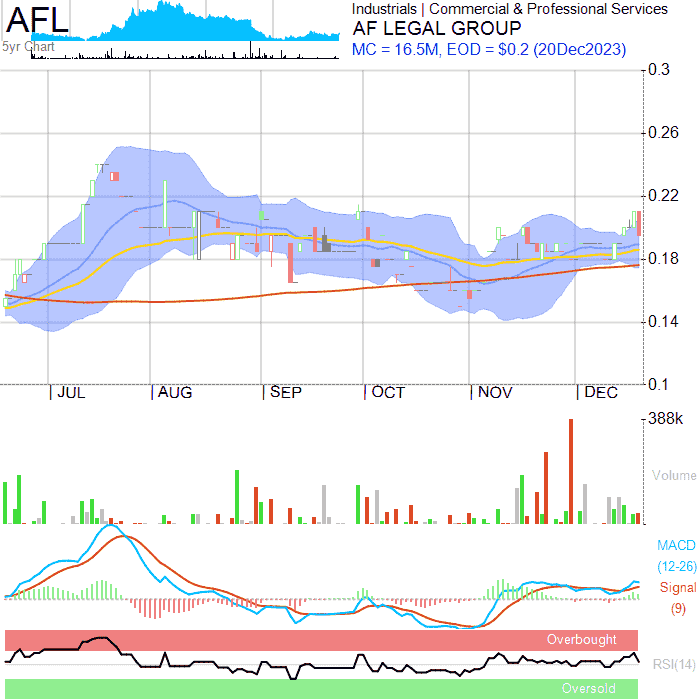 AFL
5yr Chart
Industrials | Commercial & Professional Services
AF LEGAL GROUP
MC = 16.5M, EOD = $0.2 (20Dec2023)
0.3
0.26
0.22
0.18
0.14
0.1
JUL AUG SEP OCT NOV DEC
388k
Volume
MACD
(12-26)
Signal
(9)
Overbought
RSI(14)
Oversold